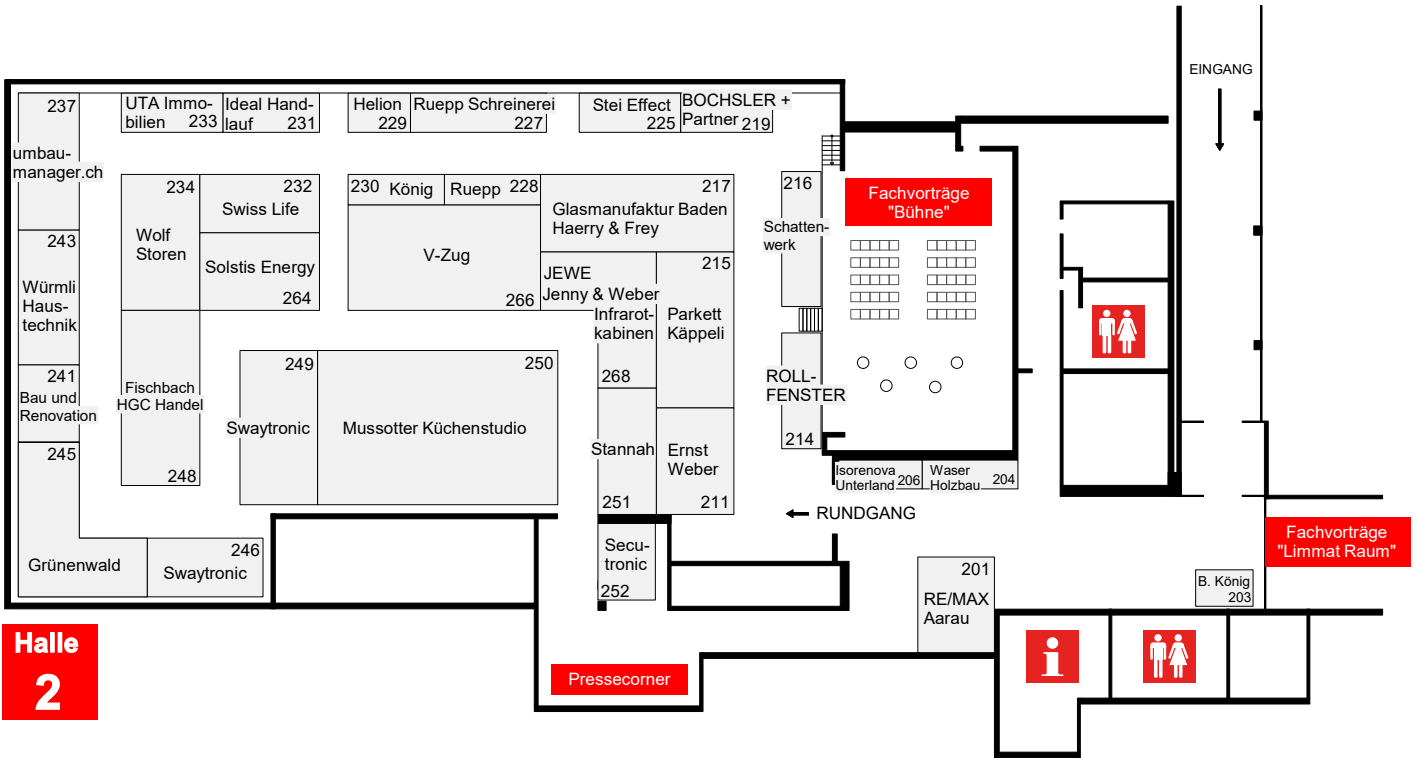 EINGANG
237
umbau-
manager.ch
UTA Immo-
bilien 233
Ideal Hand-
lauf 231
Helion
229
Ruepp Schreinerei
227
Stei Effect
225
BOCHSLER +
Partner 219
234
Wolf
Storen
232
Swiss Life
Solstis Energy
264
230 König
Ruepp 228
V-Zug
266
217
Glasmanufaktur Baden
Haerry & Frey
JEWE
Jenny & Weber
Infrarot-
kabinen
268
215
Parkett
Käppeli
216
Schatten-
werk
Fachvorträge
"Bühne"
243
Würmli
Haus-
technik
241
Bau und
Renovation
245
Grünenwald
Fischbach
HGC Handel
248
249
Swaytronic
250
Mussotter Küchenstudio
Stannah
251
Ernst
Weber
211
ROLL-
FENSTER
214
Isorenova
Unterland 206
Waser
Holzbau 204
RUNDGANG
246
Swaytronic
Secu-
tronic
252
201
RE/MAX
Aarau
B. König
203
Fachvorträge
"Limmat Raum"
Halle
2
Pressecorner
i